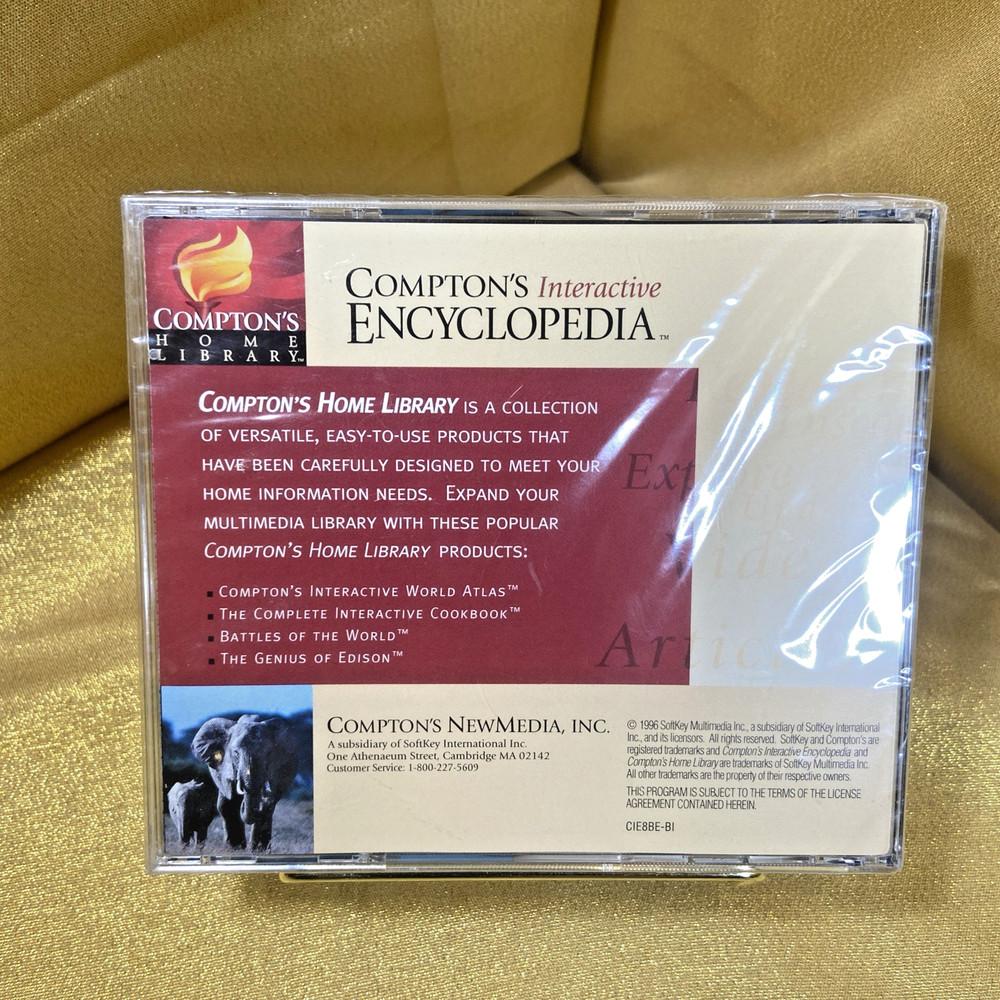 COMPTON'S
HOME
LIBRARY™
COMPTON'S Interactive
ENCYCLOPEDIA™
COMPTON'S HOME LIBRARY IS A COLLECTION
OF VERSATILE, EASY-TO-USE PRODUCTS THAT
HAVE BEEN CAREFULLY DESIGNED TO MEET YOUR
HOME INFORMATION NEEDS. EXPAND YOUR
MULTIMEDIA LIBRARY WITH THESE POPULAR
COMPTON'S HOME LIBRARY PRODUCTS:
▪ COMPTON'S INTERACTIVE WORLD ATLAS™
▪ THE COMPLETE INTERACTIVE COOKBOOK™
▪ BATTLES OF THE WORLD™
▪ THE GENIUS OF EDISON™
COMPTON'S NEWMEDIA, INC.
A subsidiary of SoftKey International Inc.
One Athenaeum Street, Cambridge MA 02142
Customer Service: 1-800-227-5609
© 1996 SoftKey Multimedia Inc., a subsidiary of SoftKey International
Inc., and its licensors. All rights reserved. SoftKey and Compton's are
registered trademarks and Compton's Interactive Encyclopedia and
Compton's Home Library are trademarks of SoftKey Multimedia Inc.
All other trademarks are the property of their respective owners.
THIS PROGRAM IS SUBJECT TO THE TERMS OF THE LICENSE
AGREEMENT CONTAINED HEREIN.
CIE8BE-BI